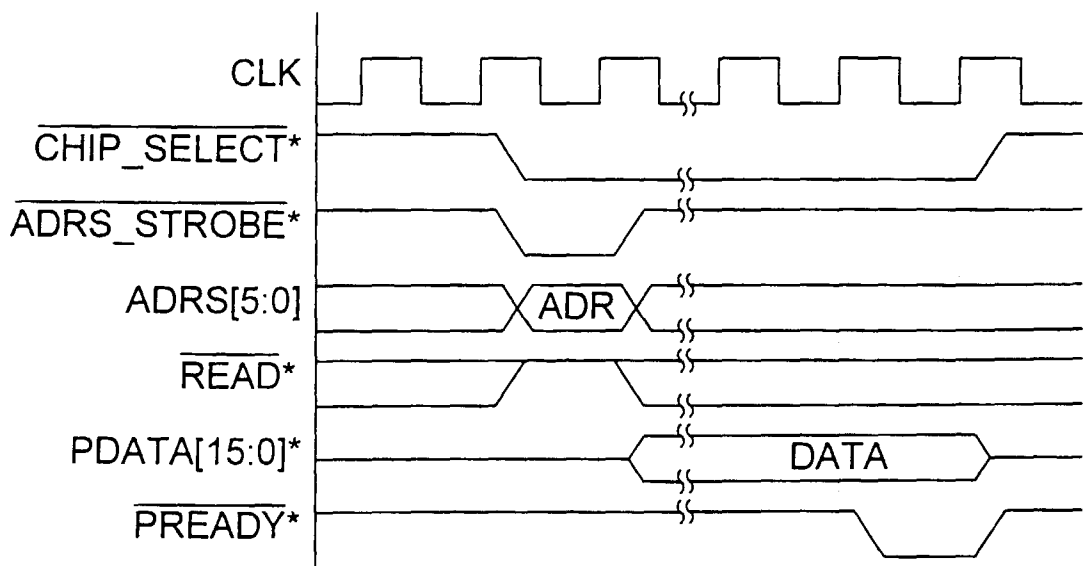 CLK
CHIP_SELECT*
ADRS_STROBE*
ADRS[5:0]
ADR
READ*
PDATA[15:0]*
DATA
PREADY*